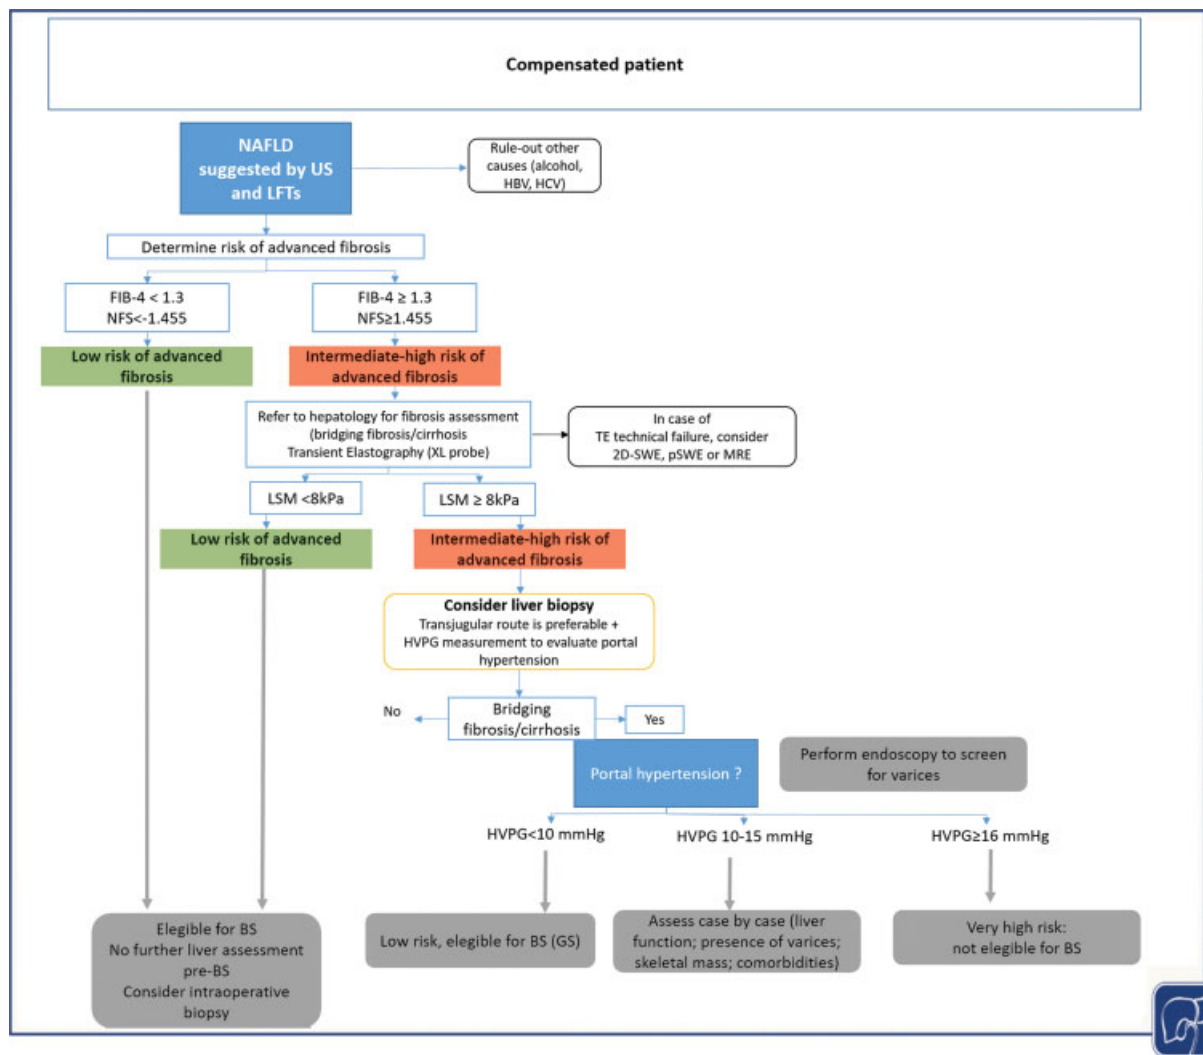 Compensated patient
NAFLD
suggested by US
and LFTs
Rule-out other
causes (alcohol,
HBV, HCV)
Determine risk of advanced fibrosis
FIB-4 < 1.3
NFS<-1.455
FIB-4 ≥ 1.3
NFS≥1.455
Low risk of advanced
fibrosis
Intermediate-high risk of
advanced fibrosis
Refer to hepatology for fibrosis assessment
(bridging fibrosis/cirrhosis
Transient Elastography (XL probe)
In case of
TE technical failure, consider
2D-SWE, pSWE or MRE
LSM <8kPa
LSM ≥ 8kPa
Low risk of advanced
fibrosis
Intermediate-high risk of
advanced fibrosis
Consider liver biopsy
Transjugular route is preferable +
HVPG measurement to evaluate portal
hypertension
No
Bridging
fibrosis/cirrhosis
Yes
Portal hypertension ?
Perform endoscopy to screen
for varices
HVPG<10 mmHg
HVPG 10-15 mmHg
HVPG≥16 mmHg
Elegible for BS
No further liver assessment
pre-BS
Consider intraoperative
biopsy
Low risk, elegible for BS (GS)
Assess case by case (liver
function; presence of varices;
skeletal mass; comorbidities)
Very high risk:
not elegible for BS